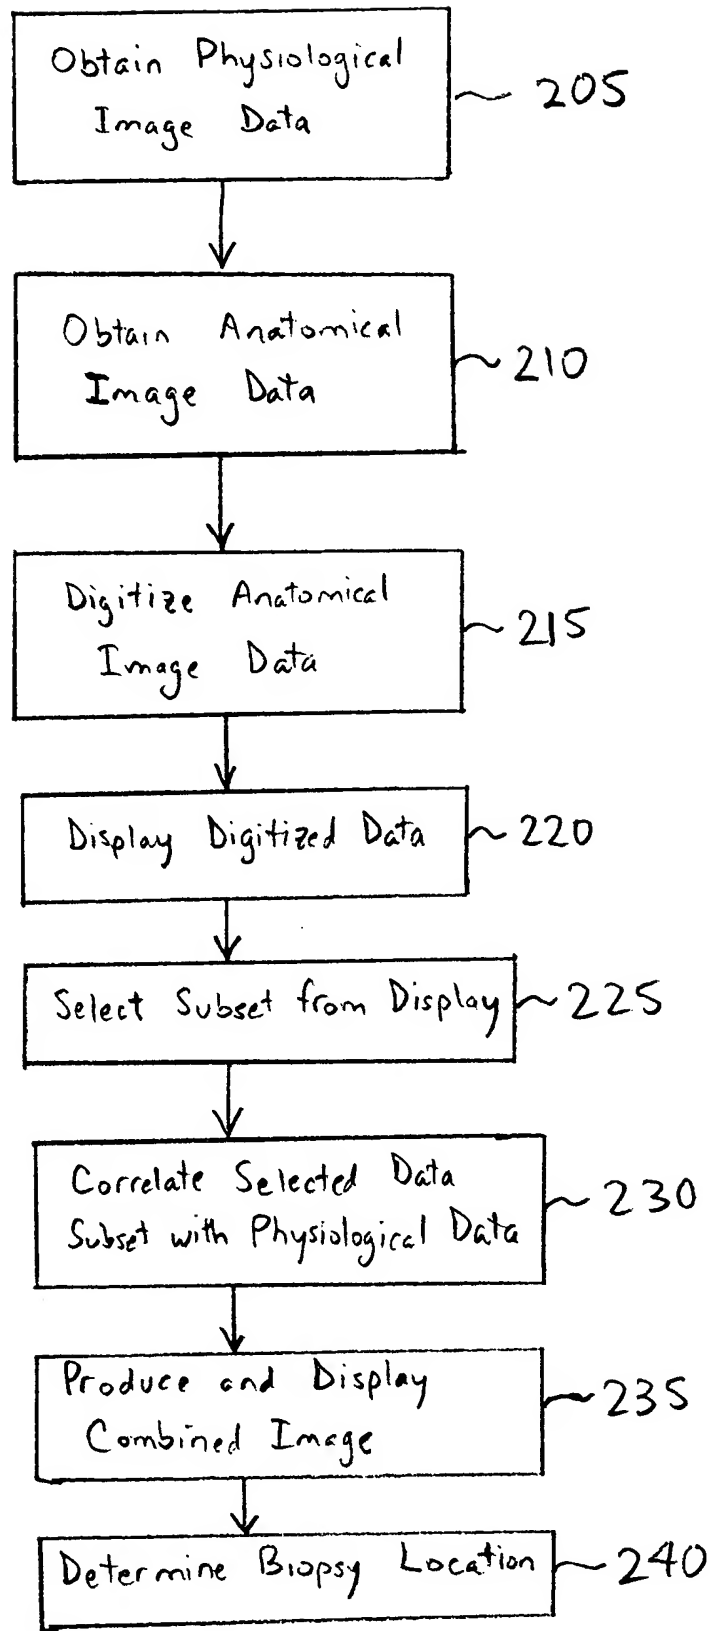 Obtain Physiological
Image Data
205
Obtain Anatomical
Image Data
210
Digitize Anatomical
Image Data
215
Display Digitized Data
220
Select Subset from Display
225
Correlate Selected Data
Subset with Physiological Data
230
Produce and Display
Combined Image
235
Determine Biopsy Location
240